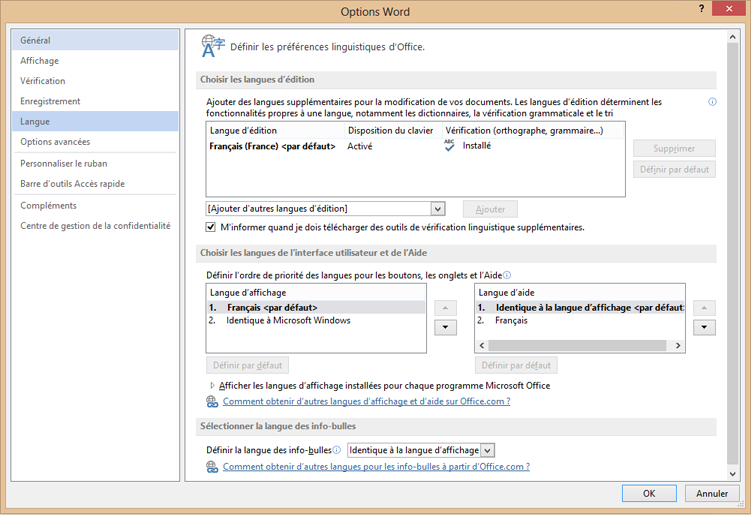 Options Word
?
Général
Affichage
Vérification
Enregistrement
Langue
Options avancées
Personnaliser le ruban
Barre d'outils Accès rapide
Compléments
Centre de gestion de la confidentialité
Définir les préférences linguistiques d'Office.
Choisir les langues d'édition
Ajouter des langues supplémentaires pour la modification de vos documents. Les langues d'édition déterminent les
fonctionnalités propres à une langue, notamment les dictionnaires, la vérification grammaticale et le tri
Langue d'édition Disposition du clavier Vérification (orthographe, grammaire...)
Français (France) <par défaut> Activé ABC Installé
Supprimer
Définir par défaut
[Ajouter d'autres langues d'édition] Ajouter
M'informer quand je dois télécharger des outils de vérification linguistique supplémentaires.
Choisir les langues de l'interface utilisateur et de l'Aide
Définir l'ordre de priorité des langues pour les boutons, les onglets et l'Aide
Langue d'affichage
1. Français <par défaut>
2. Identique à Microsoft Windows
Définir par défaut
Langue d'aide
1. Identique à la langue d'affichage <par défaut
2. Français
Définir par défaut
Afficher les langues d'affichage installées pour chaque programme Microsoft Office
Comment obtenir d'autres langues d'affichage et d'aide sur Office.com ?
Sélectionner la langue des info-bulles
Définir la langue des info-bulles Identique à la langue d'affichage
Comment obtenir d'autres langues pour les info-bulles à partir d'Office.com ?
OK Annuler